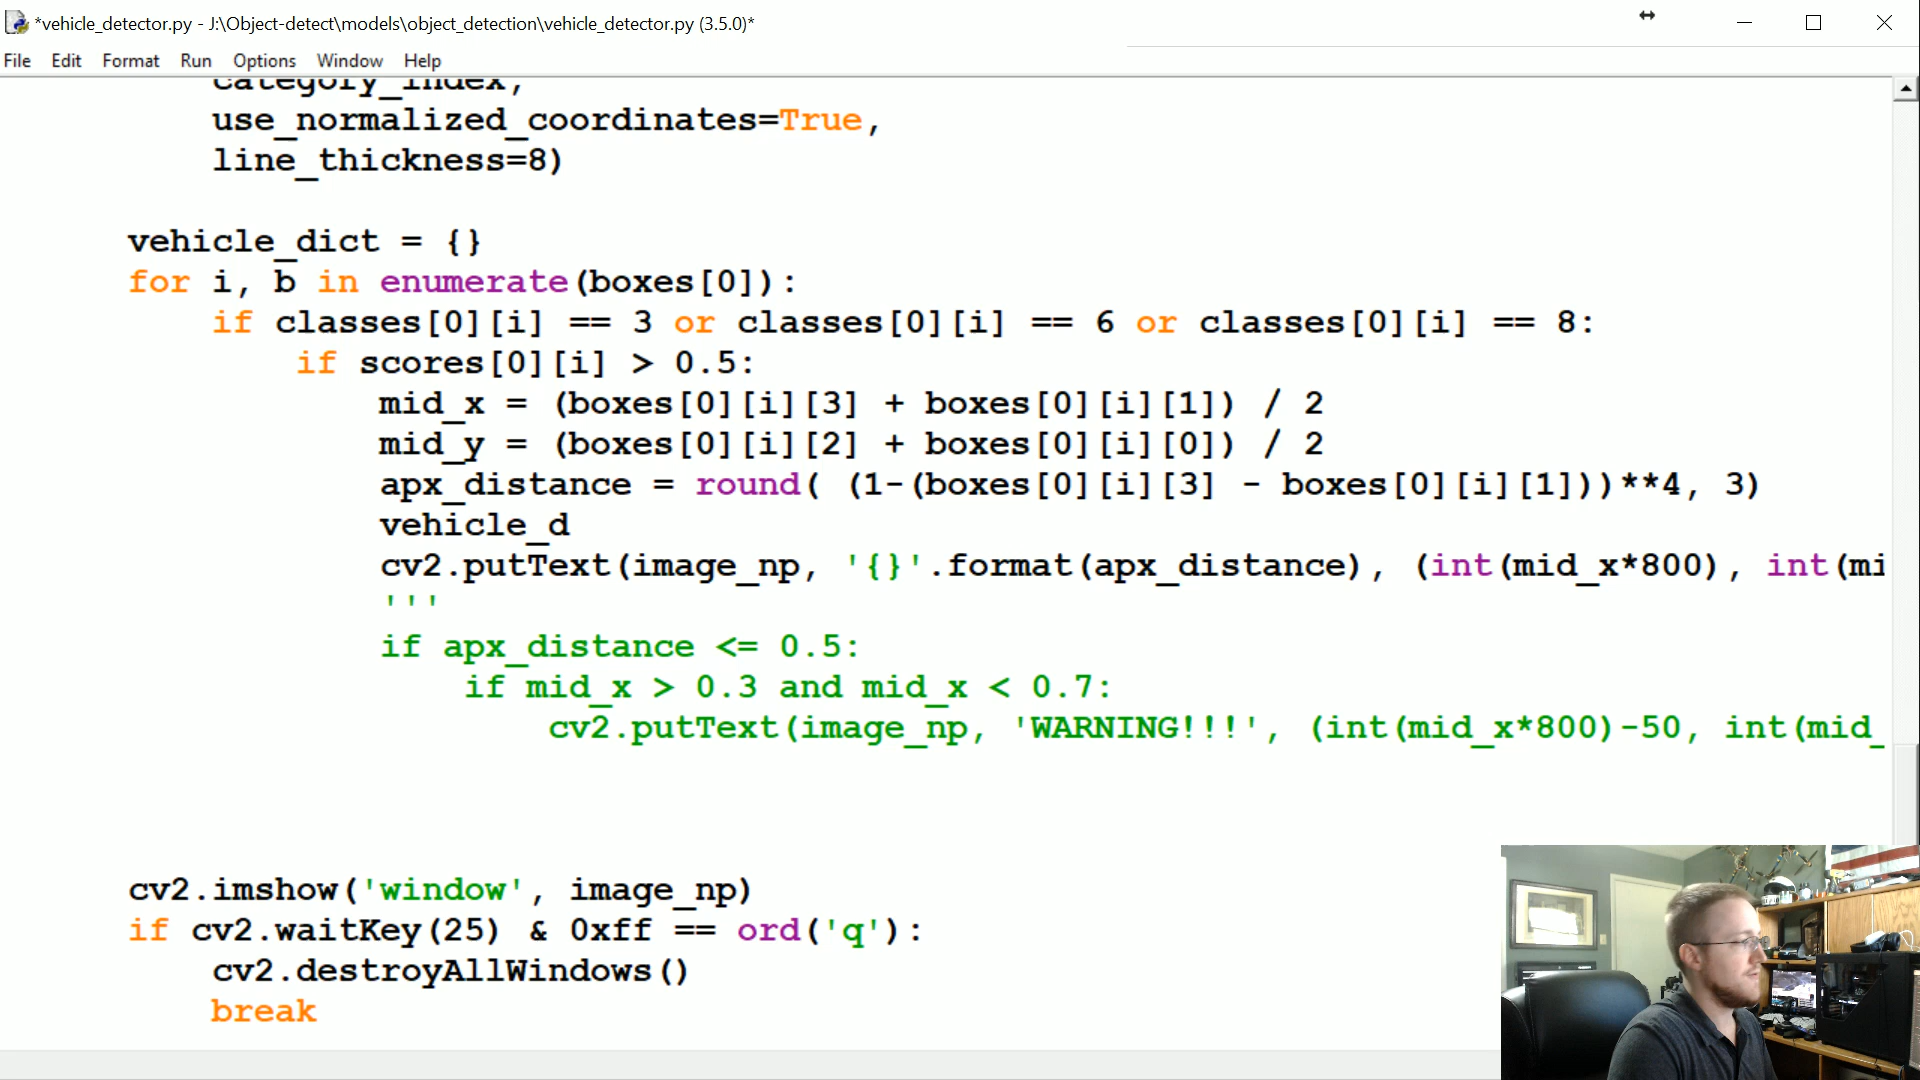 *vehicle_detector.py - J:\Object-detect\models\object_detection\vehicle_detector.py (3.5.0)*
File Edit Format Run Options Window Help
category_index,
use_normalized_coordinates=True,
line_thickness=8)
vehicle_dict = {}
for i, b in enumerate(boxes[0]):
if classes[0][i] == 3 or classes[0][i] == 6 or classes[0][i] == 8:
if scores[0][i] > 0.5:
mid_x = (boxes[0][i][3] + boxes[0][i][1]) / 2
mid_y = (boxes[0][i][2] + boxes[0][i][0]) / 2
apx_distance = round( (1-(boxes[0][i][3] - boxes[0][i][1]))**4, 3)
vehicle_d
cv2.putText(image_np, '{}'.format(apx_distance), (int(mid_x*800), int(mi
'''
if apx_distance <= 0.5:
if mid_x > 0.3 and mid_x < 0.7:
cv2.putText(image_np, 'WARNING!!!', (int(mid_x*800)-50, int(mid_
cv2.imshow('window', image_np)
if cv2.waitKey(25) & 0xff == ord('q'):
cv2.destroyAllWindows()
break